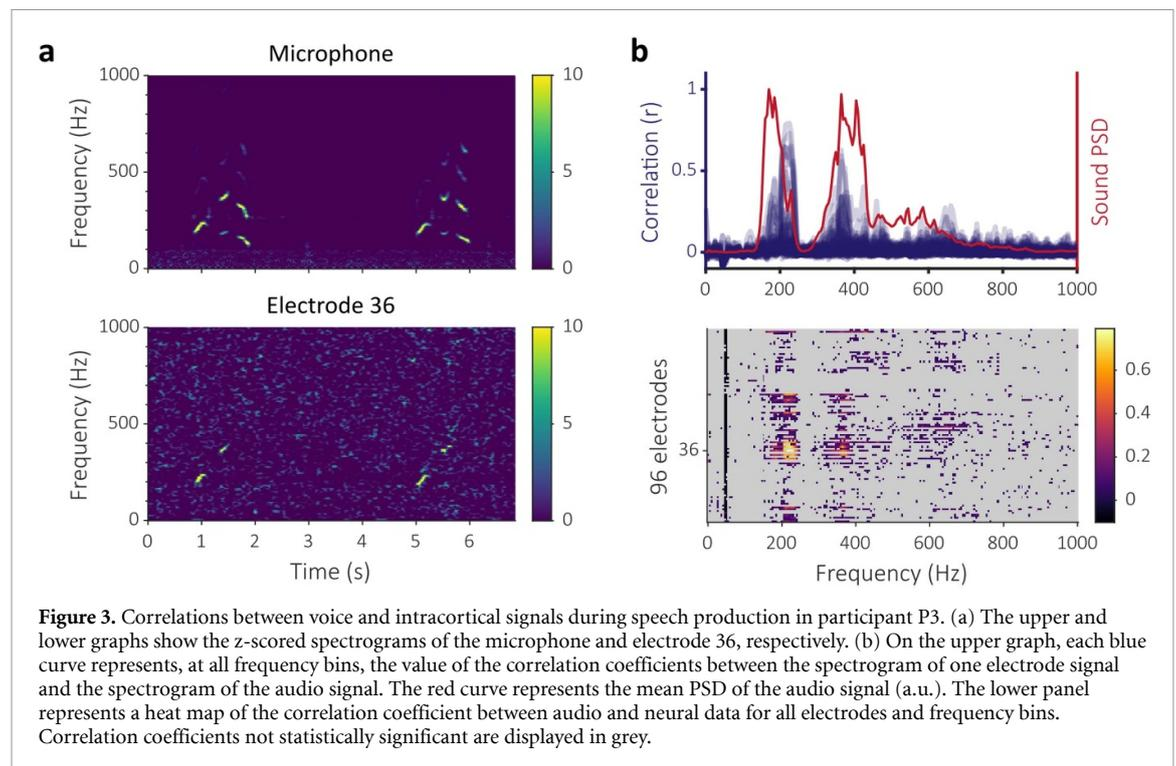 a
Microphone
1000
500
0
Frequency (Hz)
10
5
0
Electrode 36
1000
500
0
Frequency (Hz)
10
5
0
0 1 2 3 4 5 6
Time (s)
b
1
0.5
0
Correlation (r)
Sound PSD
0 200 400 600 800 1000
96 electrodes
36
0.6
0.4
0.2
0
0 200 400 600 800 1000
Frequency (Hz)
Figure 3. Correlations between voice and intracortical signals during speech production in participant P3. (a) The upper and
lower graphs show the z-scored spectrograms of the microphone and electrode 36, respectively. (b) On the upper graph, each blue
curve represents, at all frequency bins, the value of the correlation coefficients between the spectrogram of one electrode signal
and the spectrogram of the audio signal. The red curve represents the mean PSD of the audio signal (a.u.). The lower panel
represents a heat map of the correlation coefficient between audio and neural data for all electrodes and frequency bins.
Correlation coefficients not statistically significant are displayed in grey.